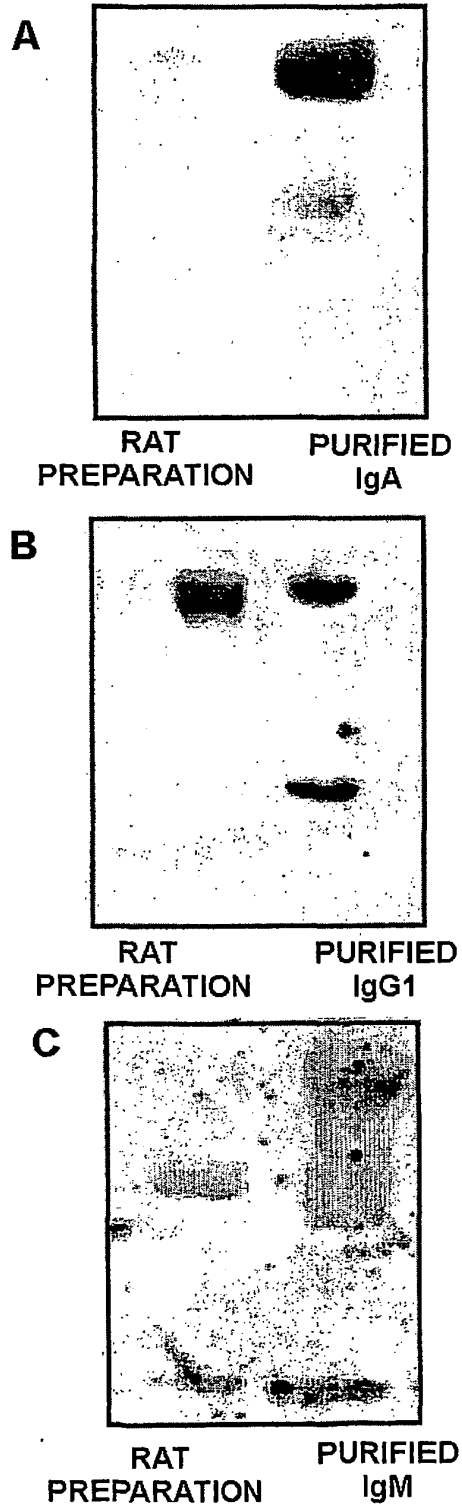 A
RAT PREPARATION
PURIFIED IgA
B
RAT PREPARATION
PURIFIED IgG1
C
RAT PREPARATION
PURIFIED IgM